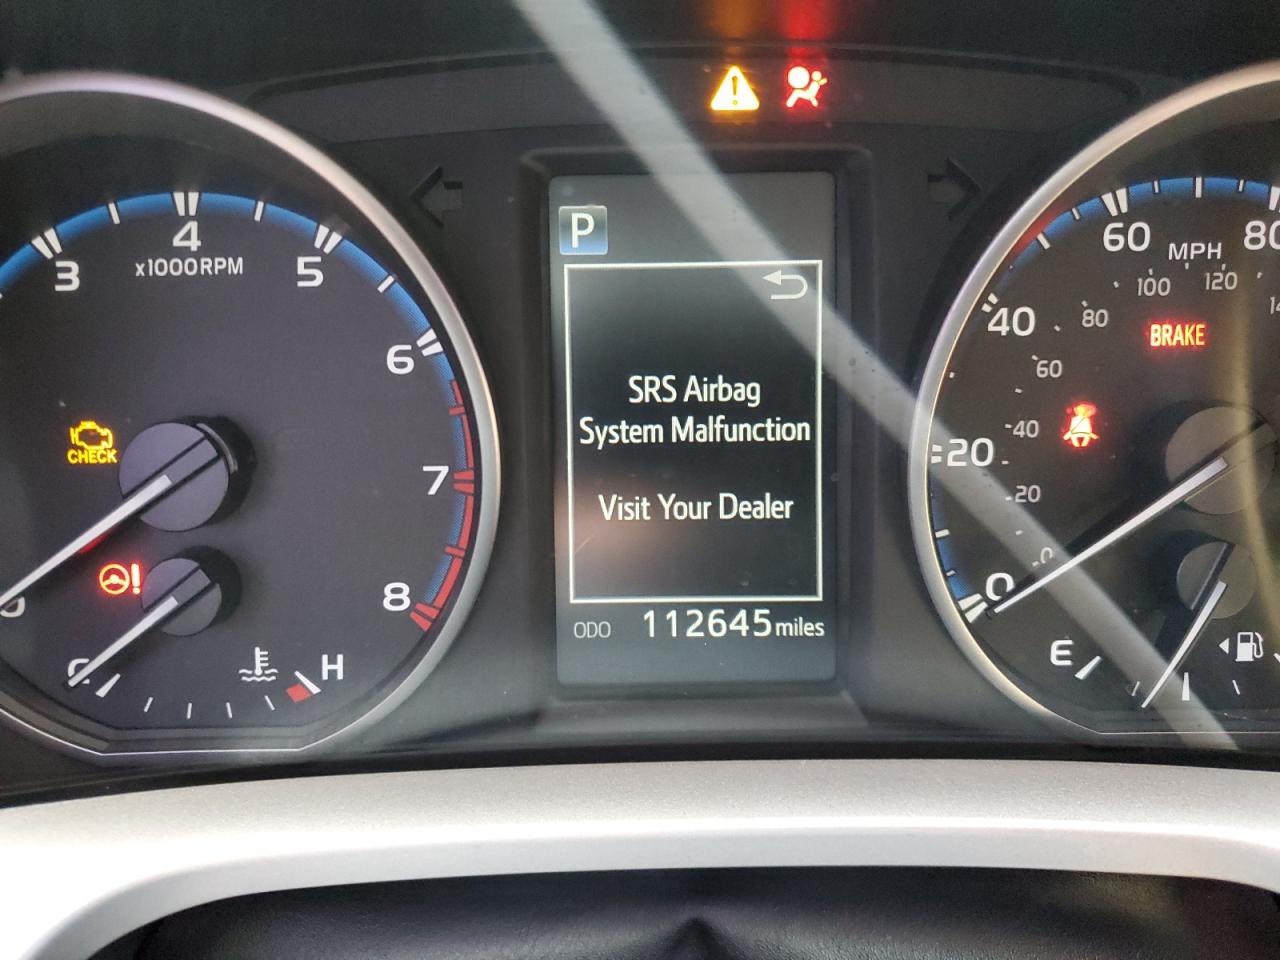 3
4
5
6
7
8
x1000RPM
CHECK
H
P
SRS Airbag
System Malfunction
Visit Your Dealer
ODO 112645 miles
0
20
40
60
80
MPH
0
20
40
60
80
100
120
BRAKE
E